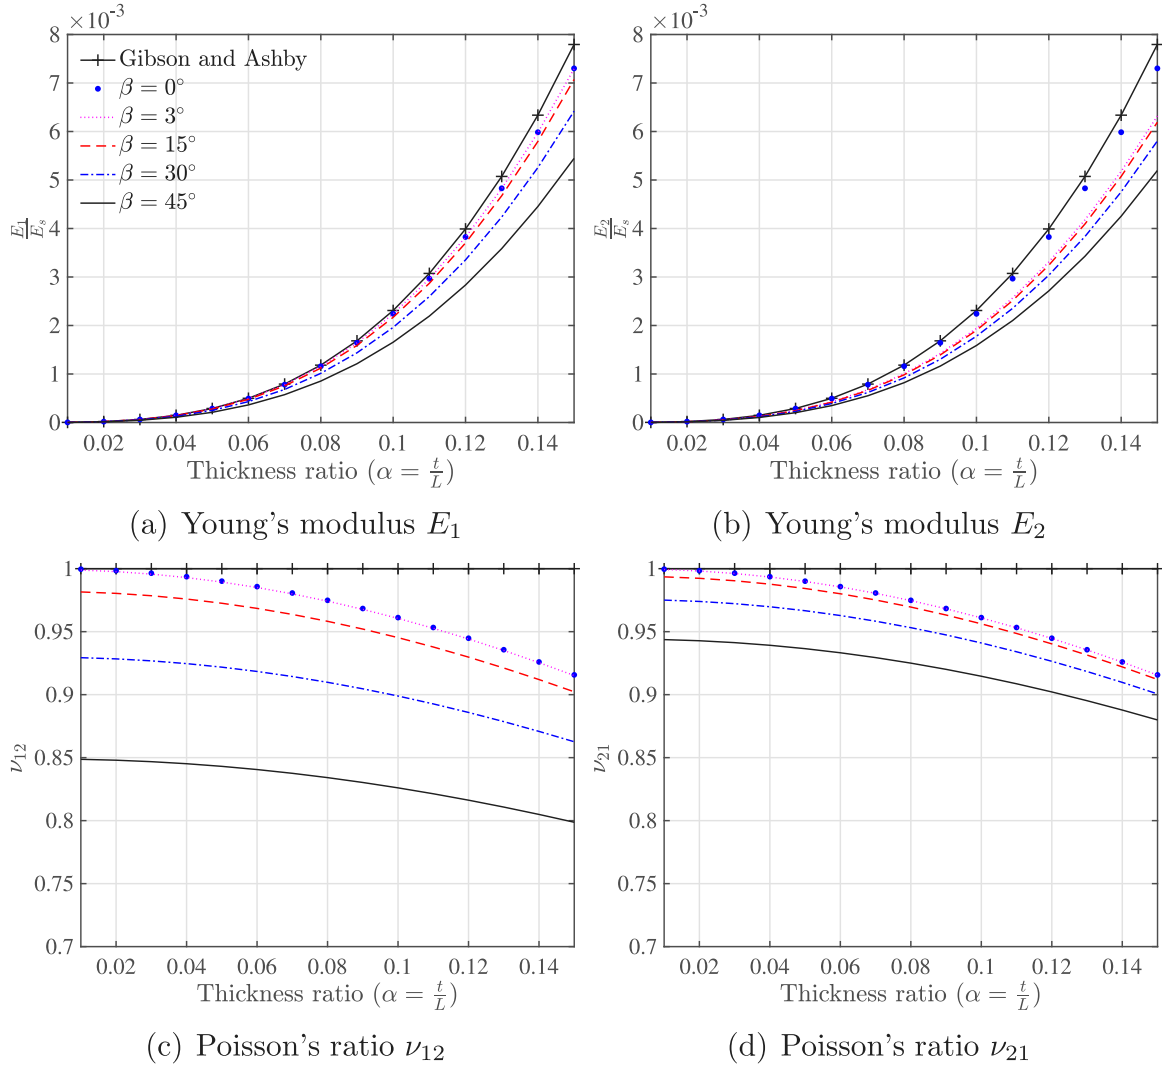 ×10⁻³
8
7
6
5
4
3
2
1
0
E₁/Eₛ
Gibson and Ashby
β = 0°
β = 3°
β = 15°
β = 30°
β = 45°
0.02 0.04 0.06 0.08 0.1 0.12 0.14
Thickness ratio (α = t/L)
(a) Young's modulus E₁
×10⁻³
8
7
6
5
4
3
2
1
0
E₂/Eₛ
0.02 0.04 0.06 0.08 0.1 0.12 0.14
Thickness ratio (α = t/L)
(b) Young's modulus E₂
1
0.95
0.9
0.85
0.8
0.75
0.7
ν₁₂
0.02 0.04 0.06 0.08 0.1 0.12 0.14
Thickness ratio (α = t/L)
(c) Poisson's ratio ν₁₂
1
0.95
0.9
0.85
0.8
0.75
0.7
ν₂₁
0.02 0.04 0.06 0.08 0.1 0.12 0.14
Thickness ratio (α = t/L)
(d) Poisson's ratio ν₂₁